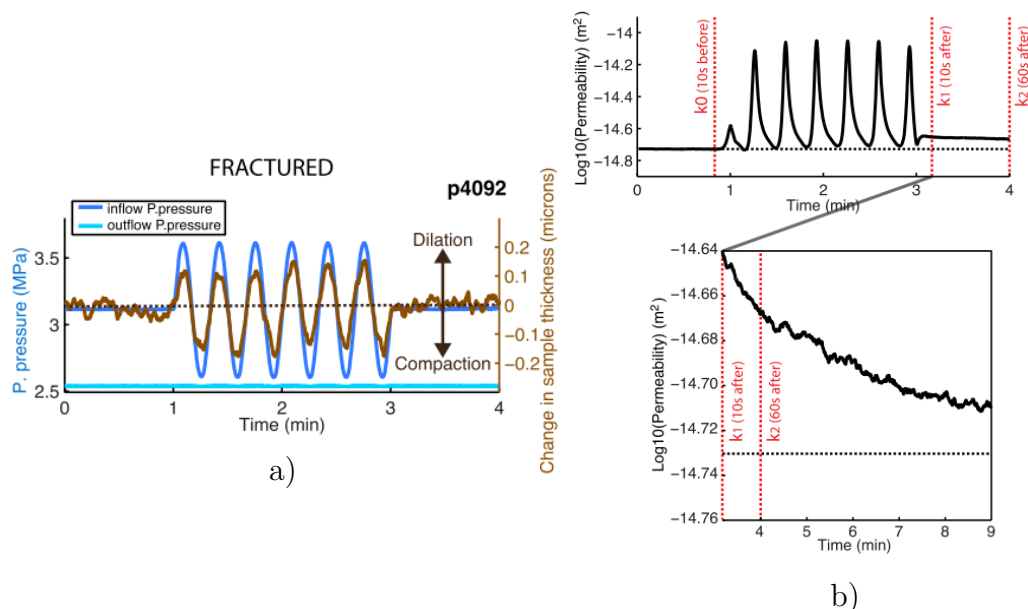 FRACTURED
p4092
inflow P.pressure
outflow P.pressure
P. pressure (MPa)
3.5
3
2.5
0
1
2
3
4
Time (min)
Dilation
Compaction
0.2
0.1
0
−0.1
−0.2
Change in sample thickness (microns)
a)
Log10(Permeability) (m²)
−14
−14.2
−14.4
−14.6
−14.8
k0 (10s before)
k1 (10s after)
k2 (60s after)
0
1
2
3
4
Time (min)
Log10(Permeability) (m²)
−14.64
−14.66
−14.68
−14.70
−14.72
−14.74
−14.76
k1 (10s after)
k2 (60s after)
4
5
6
7
8
9
Time (min)
b)